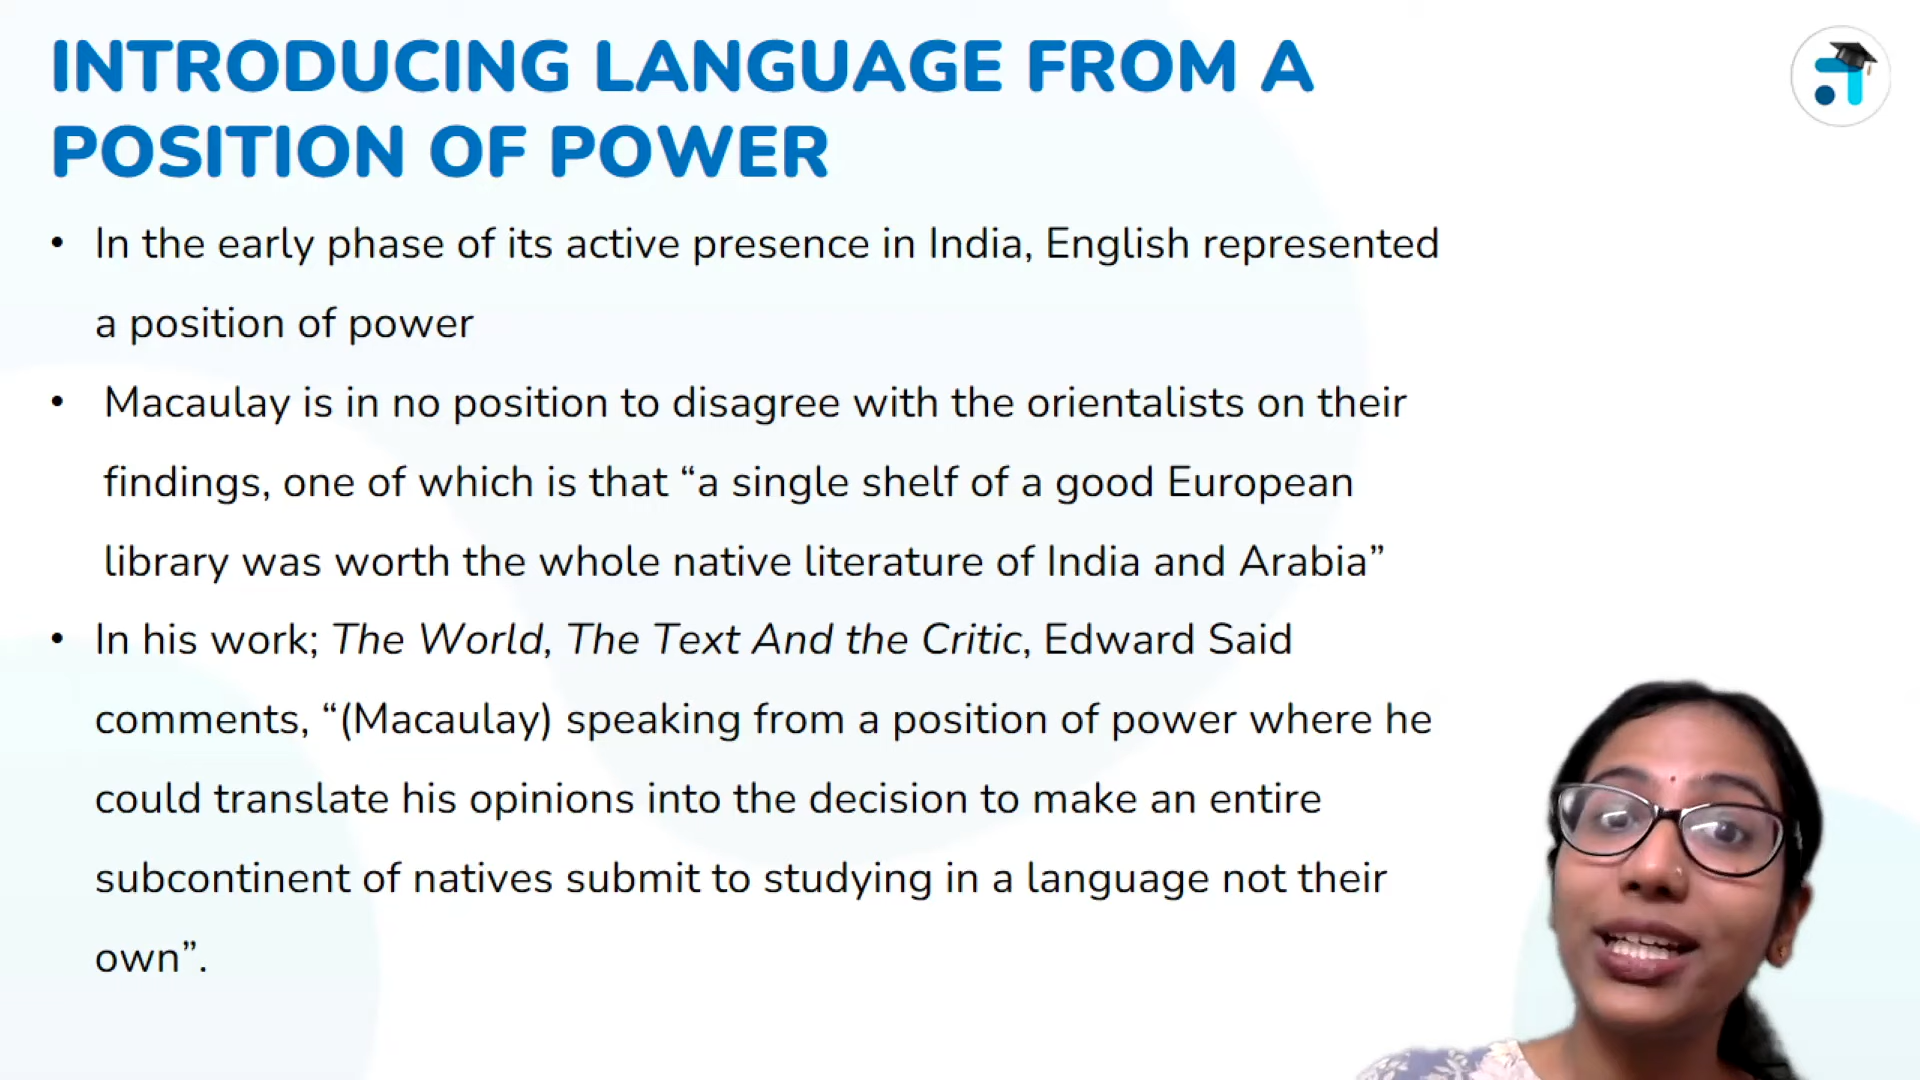 INTRODUCING LANGUAGE FROM A
POSITION OF POWER
• In the early phase of its active presence in India, English represented
a position of power
• Macaulay is in no position to disagree with the orientalists on their
findings, one of which is that “a single shelf of a good European
library was worth the whole native literature of India and Arabia”
• In his work; The World, The Text And the Critic, Edward Said
comments, “(Macaulay) speaking from a position of power where he
could translate his opinions into the decision to make an entire
subcontinent of natives submit to studying in a language not their
own”.